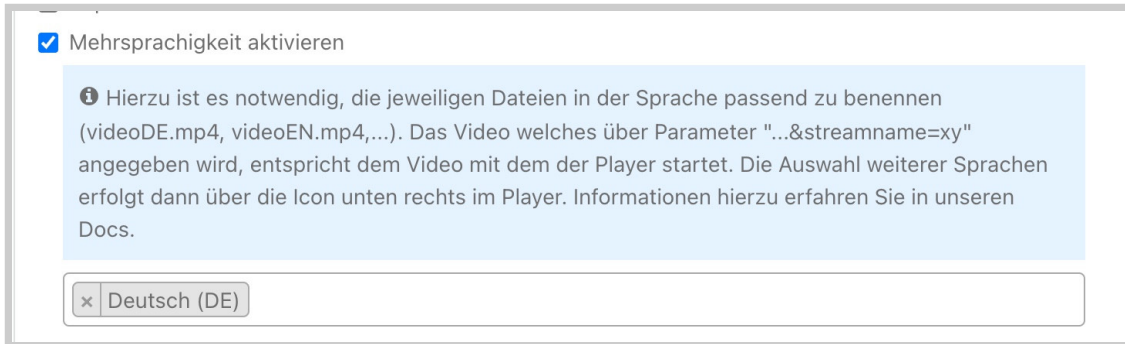 Mehrsprachigkeit aktivieren
Hierzu ist es notwendig, die jeweiligen Dateien in der Sprache passend zu benennen
(videoDE.mp4, videoEN.mp4,...). Das Video welches über Parameter "...&streamname=xy"
angegeben wird, entspricht dem Video mit dem der Player startet. Die Auswahl weiterer Sprachen
erfolgt dann über die Icon unten rechts im Player. Informationen hierzu erfahren Sie in unseren
Docs.
× Deutsch (DE)